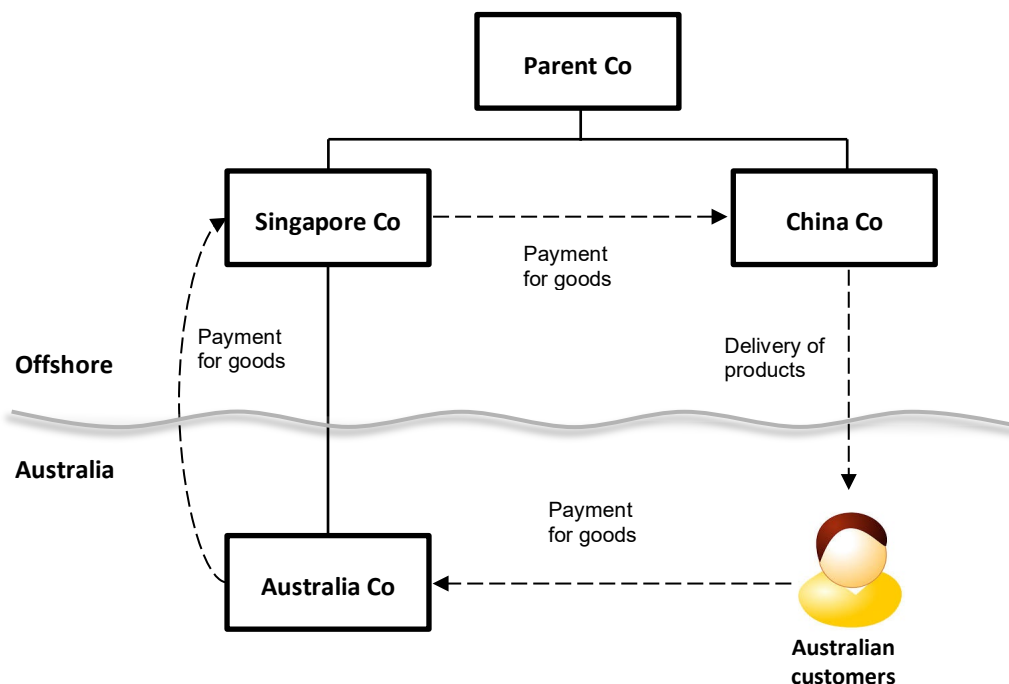 Parent Co
Singapore Co
China Co
Payment
for goods
Payment
for goods
Delivery of
products
Offshore
Australia
Payment
for goods
Australia Co
Australian
customers